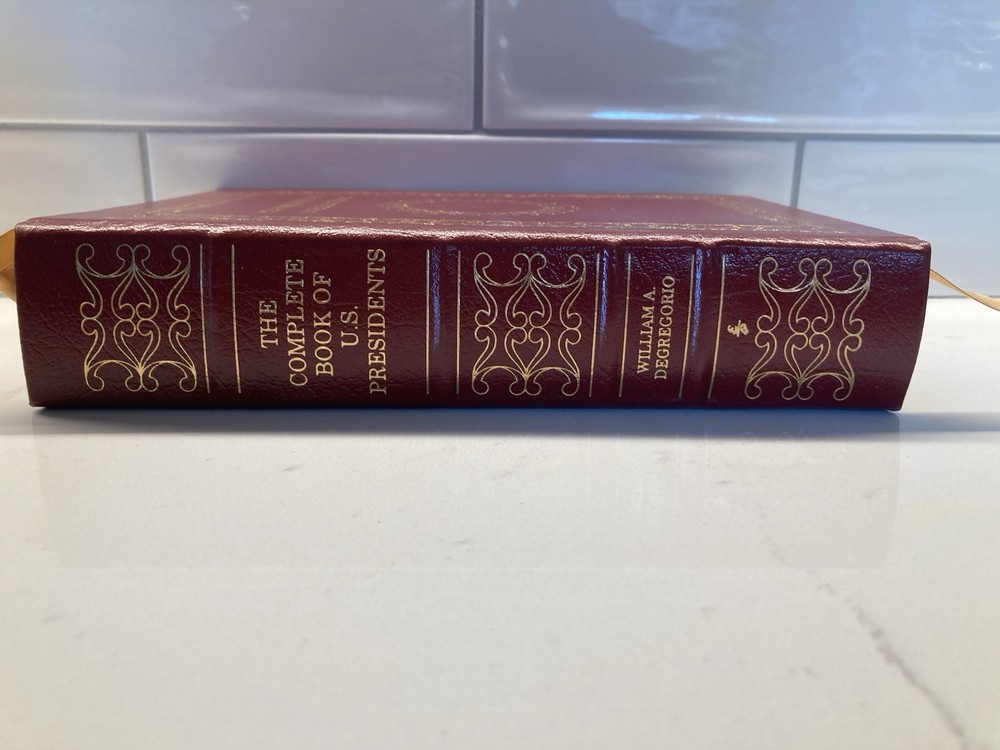 THE
COMPLETE
BOOK OF
U.S.
PRESIDENTS
WILLIAM A.
DEGREGORIO